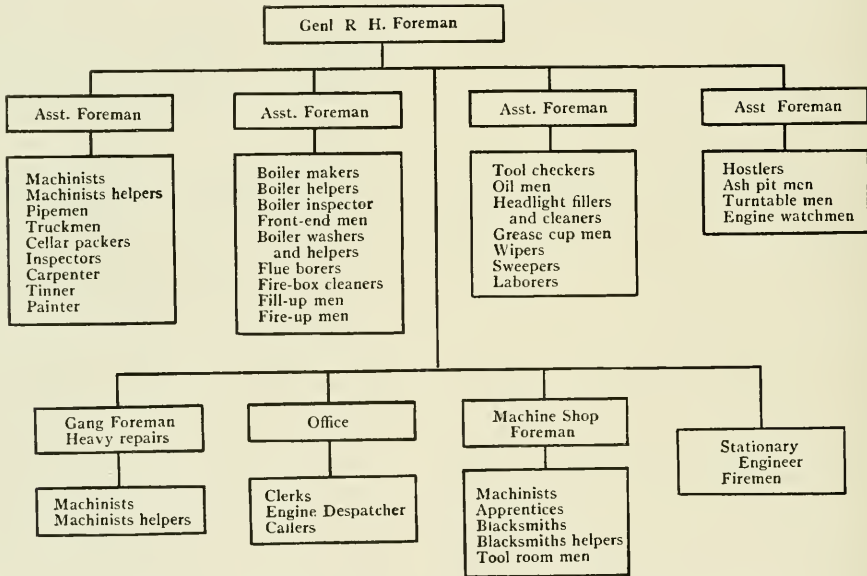 Genl R H. Foreman
Asst. Foreman
Machinists
Machinists helpers
Pipemen
Truckmen
Cellar packers
Inspectors
Carpenter
Tinner
Painter
Asst. Foreman
Boiler makers
Boiler helpers
Boiler inspector
Front-end men
Boiler washers
and helpers
Flue borers
Fire-box cleaners
Fill-up men
Fire-up men
Asst. Foreman
Tool checkers
Oil men
Headlight fillers
and cleaners
Grease cup men
Wipers
Sweepers
Laborers
Asst Foreman
Hostlers
Ash pit men
Turntable men
Engine watchmen
Gang Foreman
Heavy repairs
Machinists
Machinists helpers
Office
Clerks
Engine Despatcher
Callers
Machine Shop
Foreman
Machinists
Apprentices
Blacksmiths
Blacksmiths helpers
Tool room men
Stationary
Engineer
Firemen